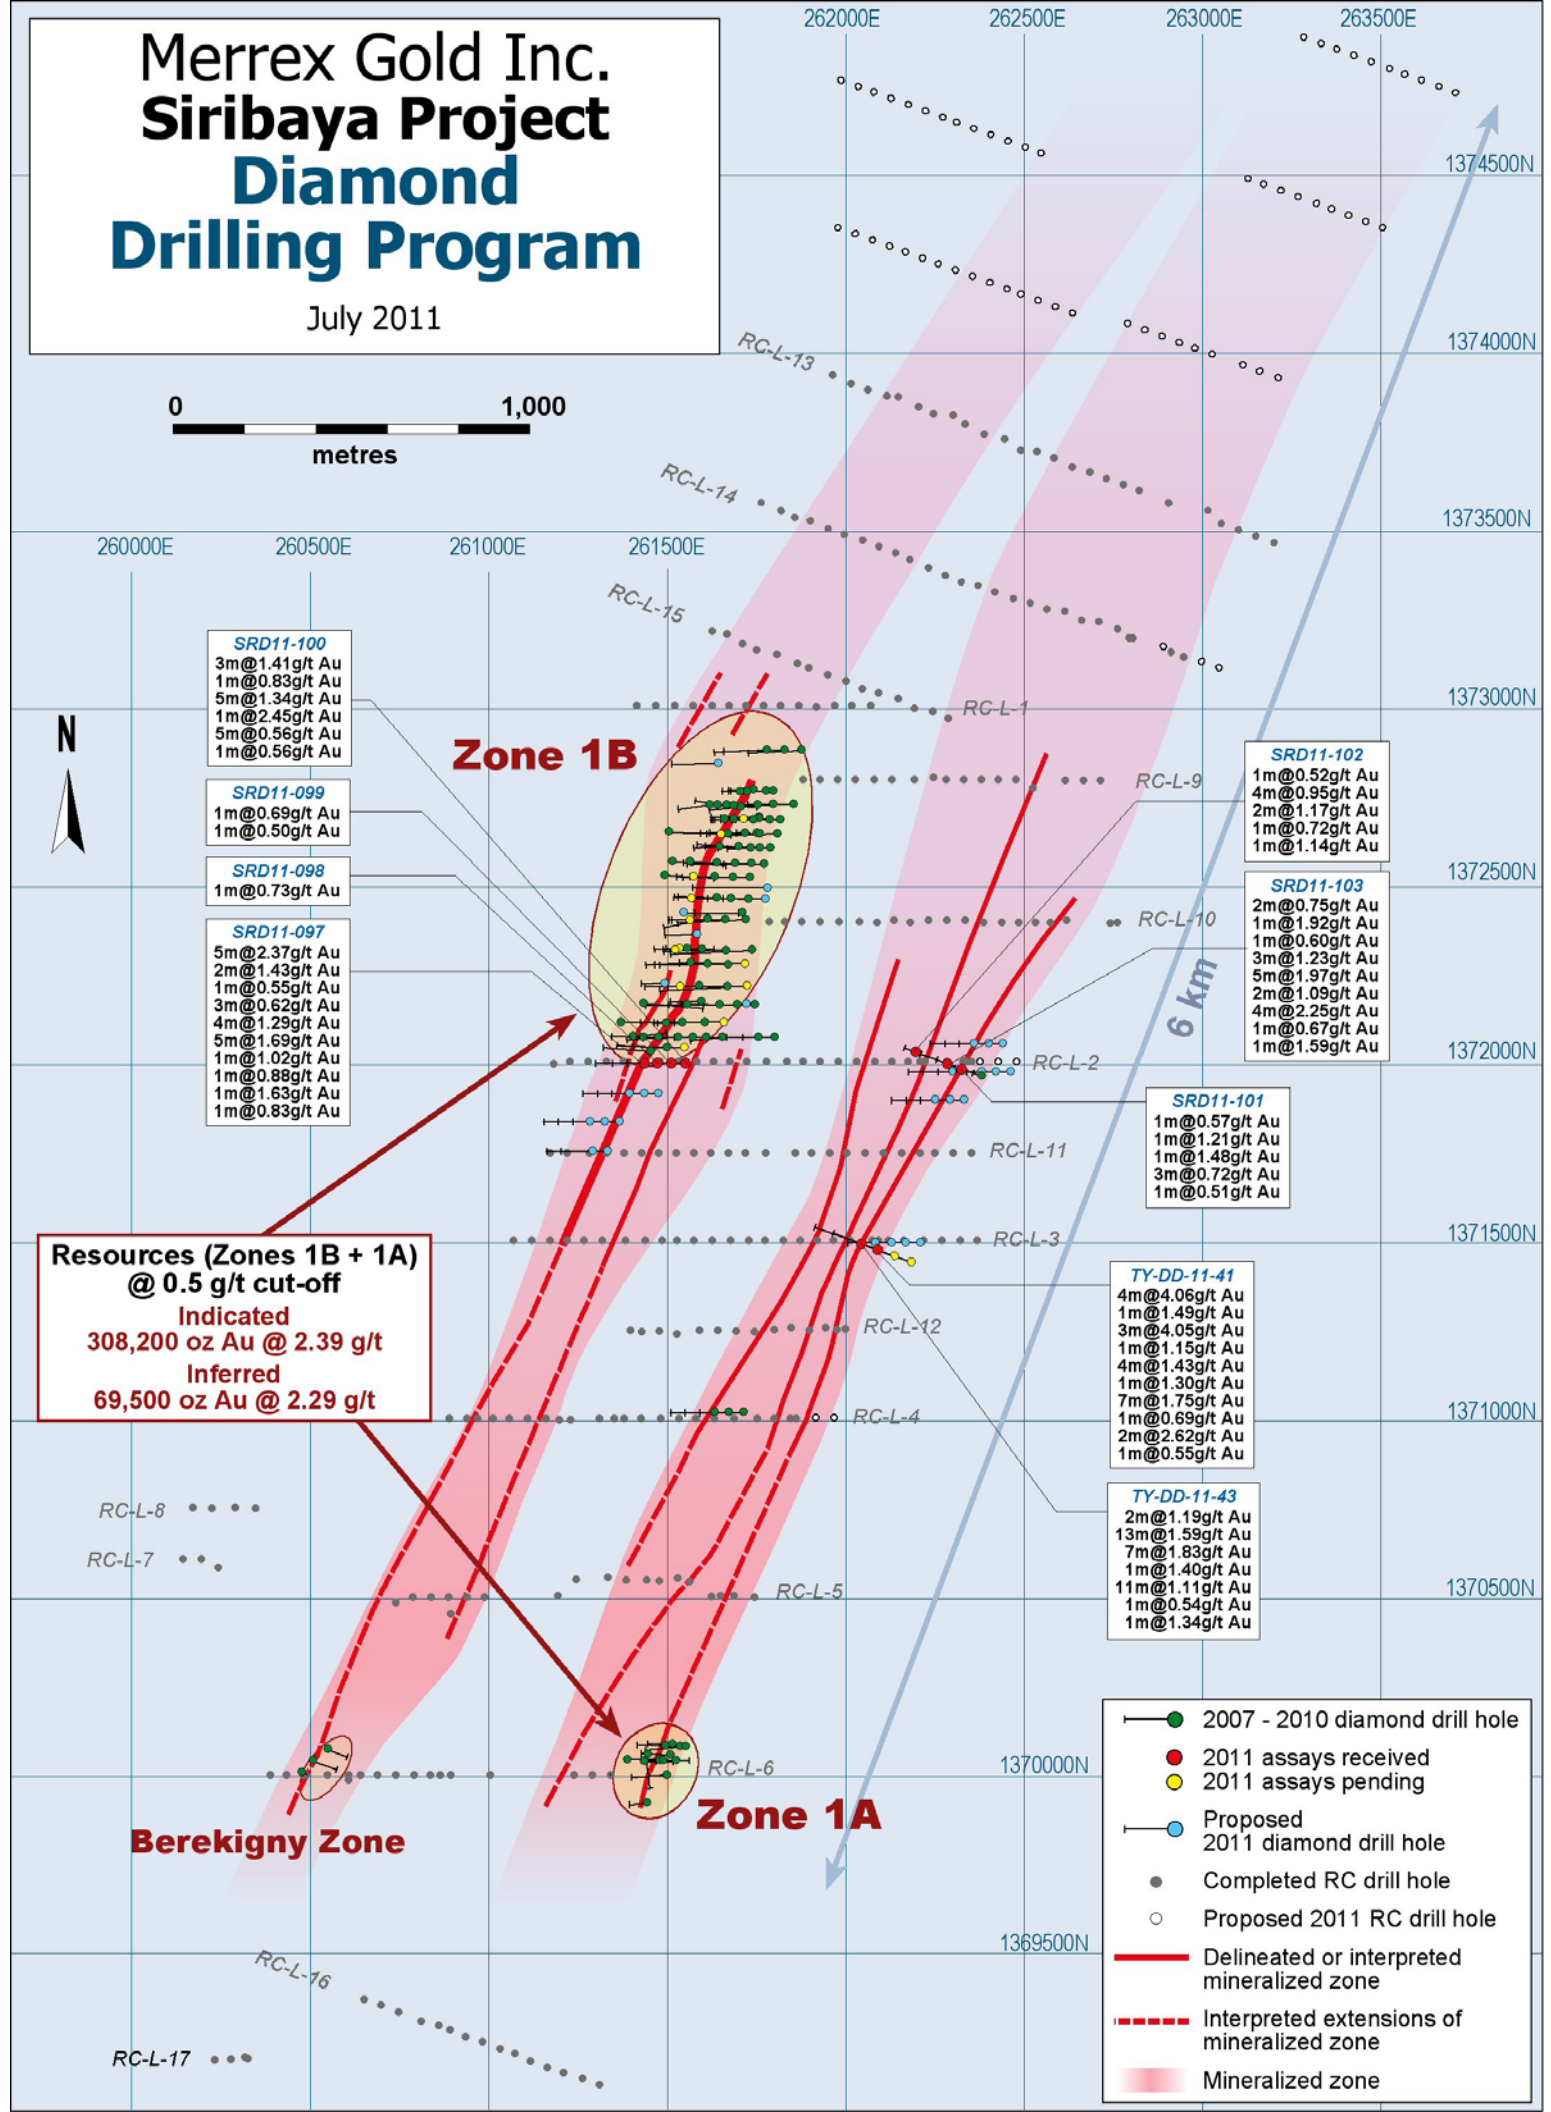 Merrex Gold Inc.
Siribaya Project
Diamond
Drilling Program
July 2011
262000E 262500E 263000E 263500E
1374500N
1374000N
1373500N
1373000N
1372500N
1372000N
1371500N
1371000N
1370500N
1370000N
1369500N
0 1,000
metres
260000E 260500E 261000E 261500E
N
RC-L-13
RC-L-14
RC-L-15
RC-L-1
RC-L-9
RC-L-10
RC-L-2
RC-L-11
RC-L-3
RC-L-12
RC-L-4
RC-L-8
RC-L-7
RC-L-5
RC-L-6
RC-L-16
RC-L-17
Zone 1B
6 km
SRD11-100
3m@1.41g/t Au
1m@0.83g/t Au
5m@1.34g/t Au
1m@2.45g/t Au
5m@0.56g/t Au
1m@0.56g/t Au
SRD11-099
1m@0.69g/t Au
1m@0.50g/t Au
SRD11-098
1m@0.73g/t Au
SRD11-097
5m@2.37g/t Au
2m@1.43g/t Au
1m@0.55g/t Au
3m@0.62g/t Au
4m@1.29g/t Au
5m@1.69g/t Au
1m@1.02g/t Au
1m@0.88g/t Au
1m@1.63g/t Au
1m@0.83g/t Au
SRD11-102
1m@0.52g/t Au
4m@0.95g/t Au
2m@1.17g/t Au
1m@0.72g/t Au
1m@1.14g/t Au
SRD11-103
2m@0.75g/t Au
1m@1.92g/t Au
1m@0.60g/t Au
3m@1.23g/t Au
5m@1.97g/t Au
2m@1.09g/t Au
4m@2.25g/t Au
1m@0.67g/t Au
1m@1.59g/t Au
SRD11-101
1m@0.57g/t Au
1m@1.21g/t Au
1m@1.48g/t Au
3m@0.72g/t Au
1m@0.51g/t Au
TY-DD-11-41
4m@4.06g/t Au
1m@1.49g/t Au
3m@4.05g/t Au
1m@1.15g/t Au
4m@1.43g/t Au
1m@1.30g/t Au
7m@1.75g/t Au
1m@0.69g/t Au
2m@2.62g/t Au
1m@0.55g/t Au
TY-DD-11-43
2m@1.19g/t Au
13m@1.59g/t Au
7m@1.83g/t Au
1m@1.40g/t Au
11m@1.11g/t Au
1m@0.54g/t Au
1m@1.34g/t Au
Resources (Zones 1B + 1A)
@ 0.5 g/t cut-off
Indicated
308,200 oz Au @ 2.39 g/t
Inferred
69,500 oz Au @ 2.29 g/t
Zone 1A
Berekigny Zone
2007 - 2010 diamond drill hole
2011 assays received
2011 assays pending
Proposed
2011 diamond drill hole
Completed RC drill hole
Proposed 2011 RC drill hole
Delineated or interpreted
mineralized zone
Interpreted extensions of
mineralized zone
Mineralized zone